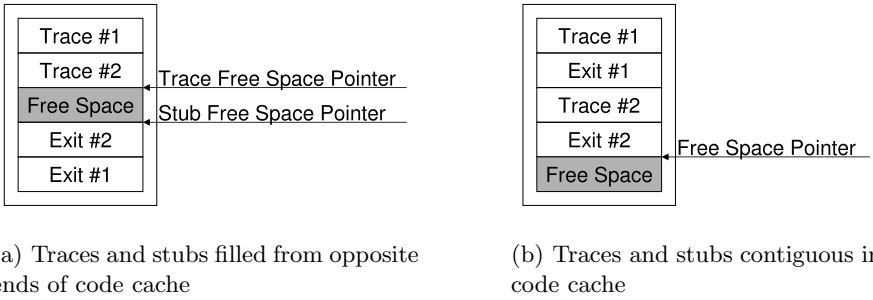 Trace #1
Trace #2
Trace Free Space Pointer
Free Space
Stub Free Space Pointer
Exit #2
Exit #1
a) Traces and stubs filled from opposite
ends of code cache
Trace #1
Exit #1
Trace #2
Exit #2
Free Space Pointer
Free Space
(b) Traces and stubs contiguous in
code cache